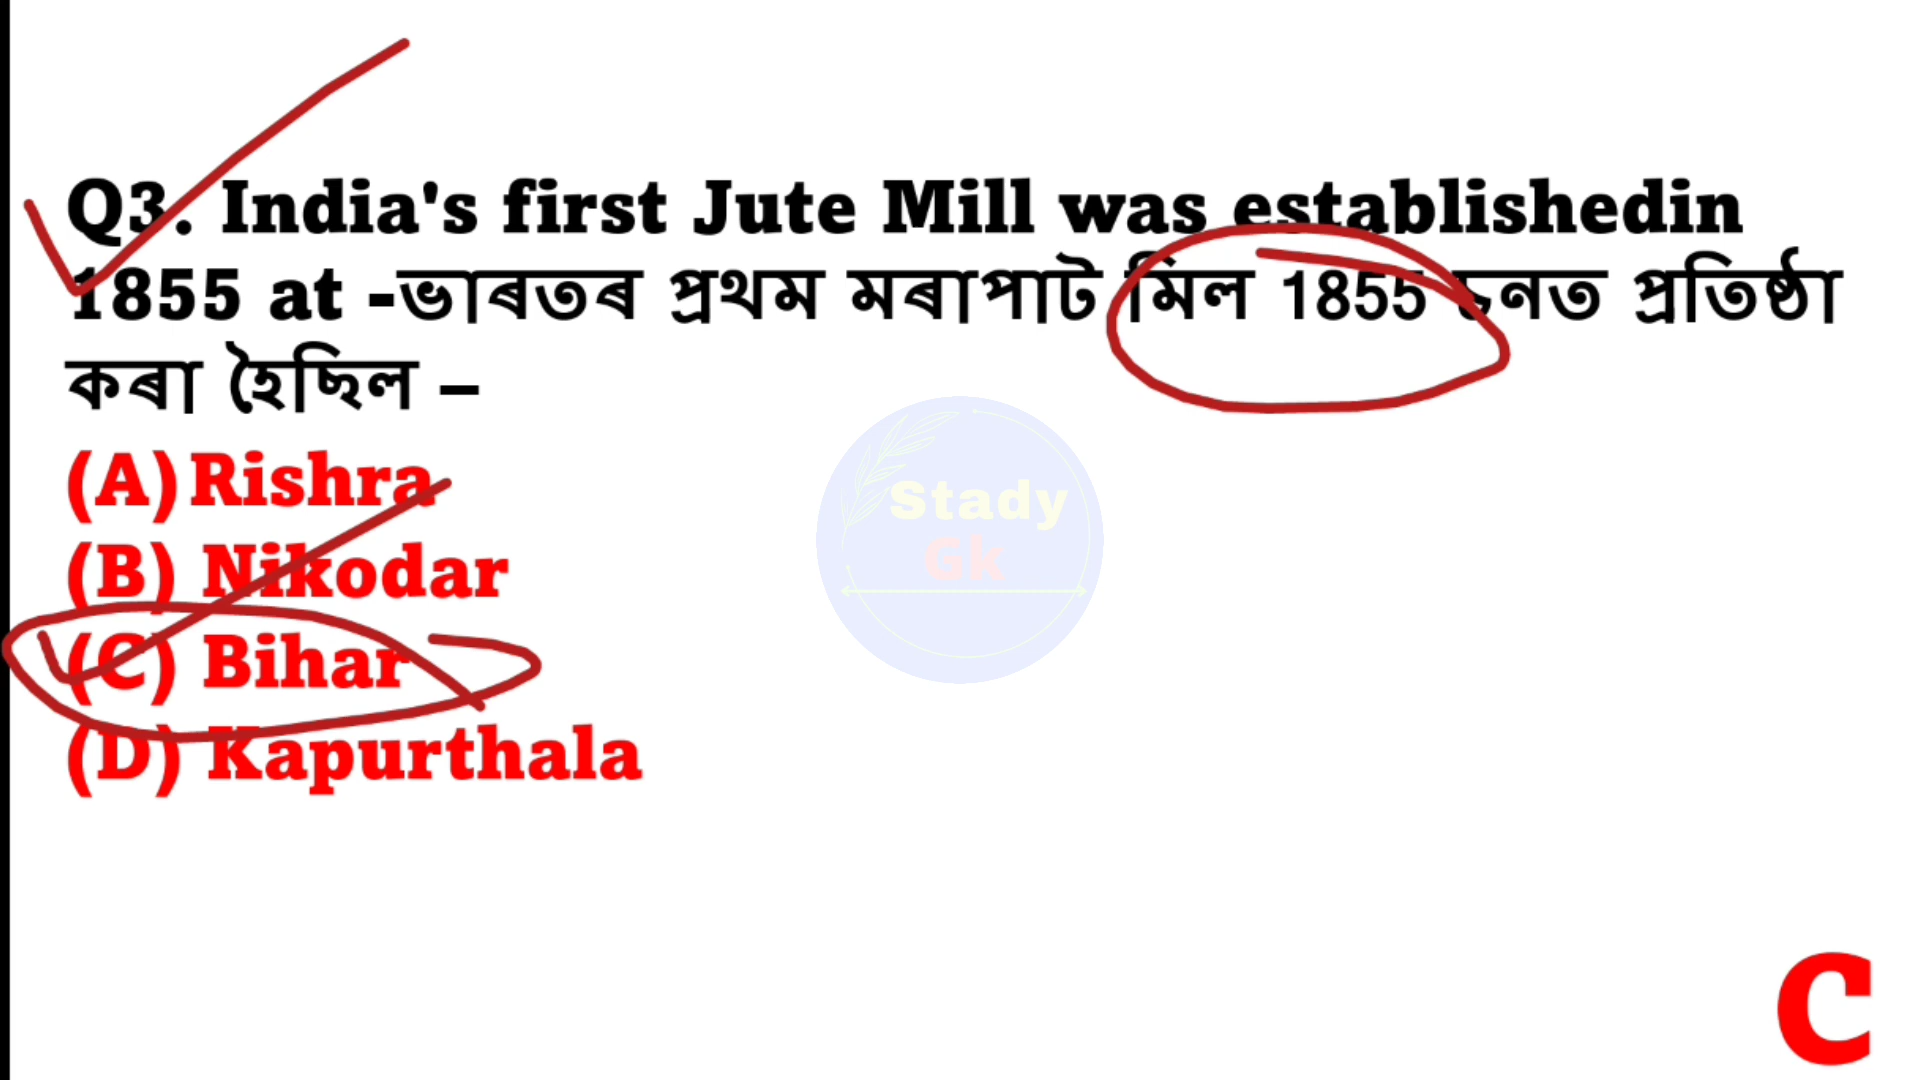 Q3. India's first Jute Mill was establishedin
1855 at -ভাৰতৰ প্ৰথম মৰাপাট মিল 1855 চনত প্ৰতিষ্ঠা
কৰা হৈছিল –
(A) Rishra
(B) Nikodar
(C) Bihar
(D) Kapurthala
Stady
Gk
C